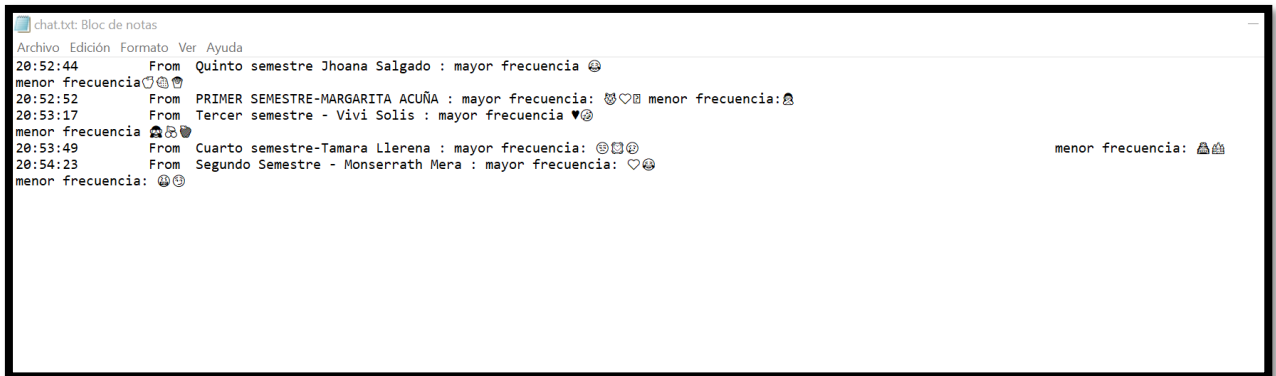 chat.txt: Bloc de notas
Archivo Edición Formato Ver Ayuda
20:52:44 From Quinto semestre Jhoana Salgado : mayor frecuencia
menor frecuencia
20:52:52 From PRIMER SEMESTRE-MARGARITA ACUÑA : mayor frecuencia: menor frecuencia:
20:53:17 From Tercer semestre - Vivi Solis : mayor frecuencia ♥
menor frecuencia
20:53:49 From Cuarto semestre-Tamara Llerena : mayor frecuencia: menor frecuencia:
20:54:23 From Segundo Semestre - Monserrath Mera : mayor frecuencia: ♡
menor frecuencia: